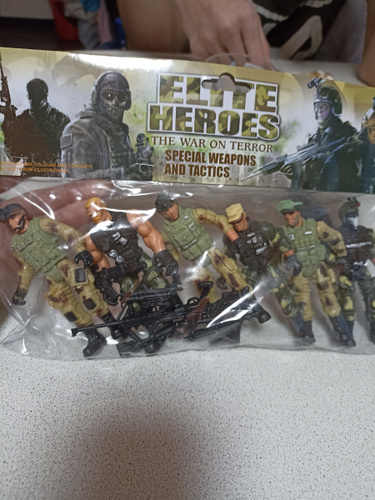 ELITE
HEROES
THE WAR ON TERROR
SPECIAL WEAPONS
AND TACTICS